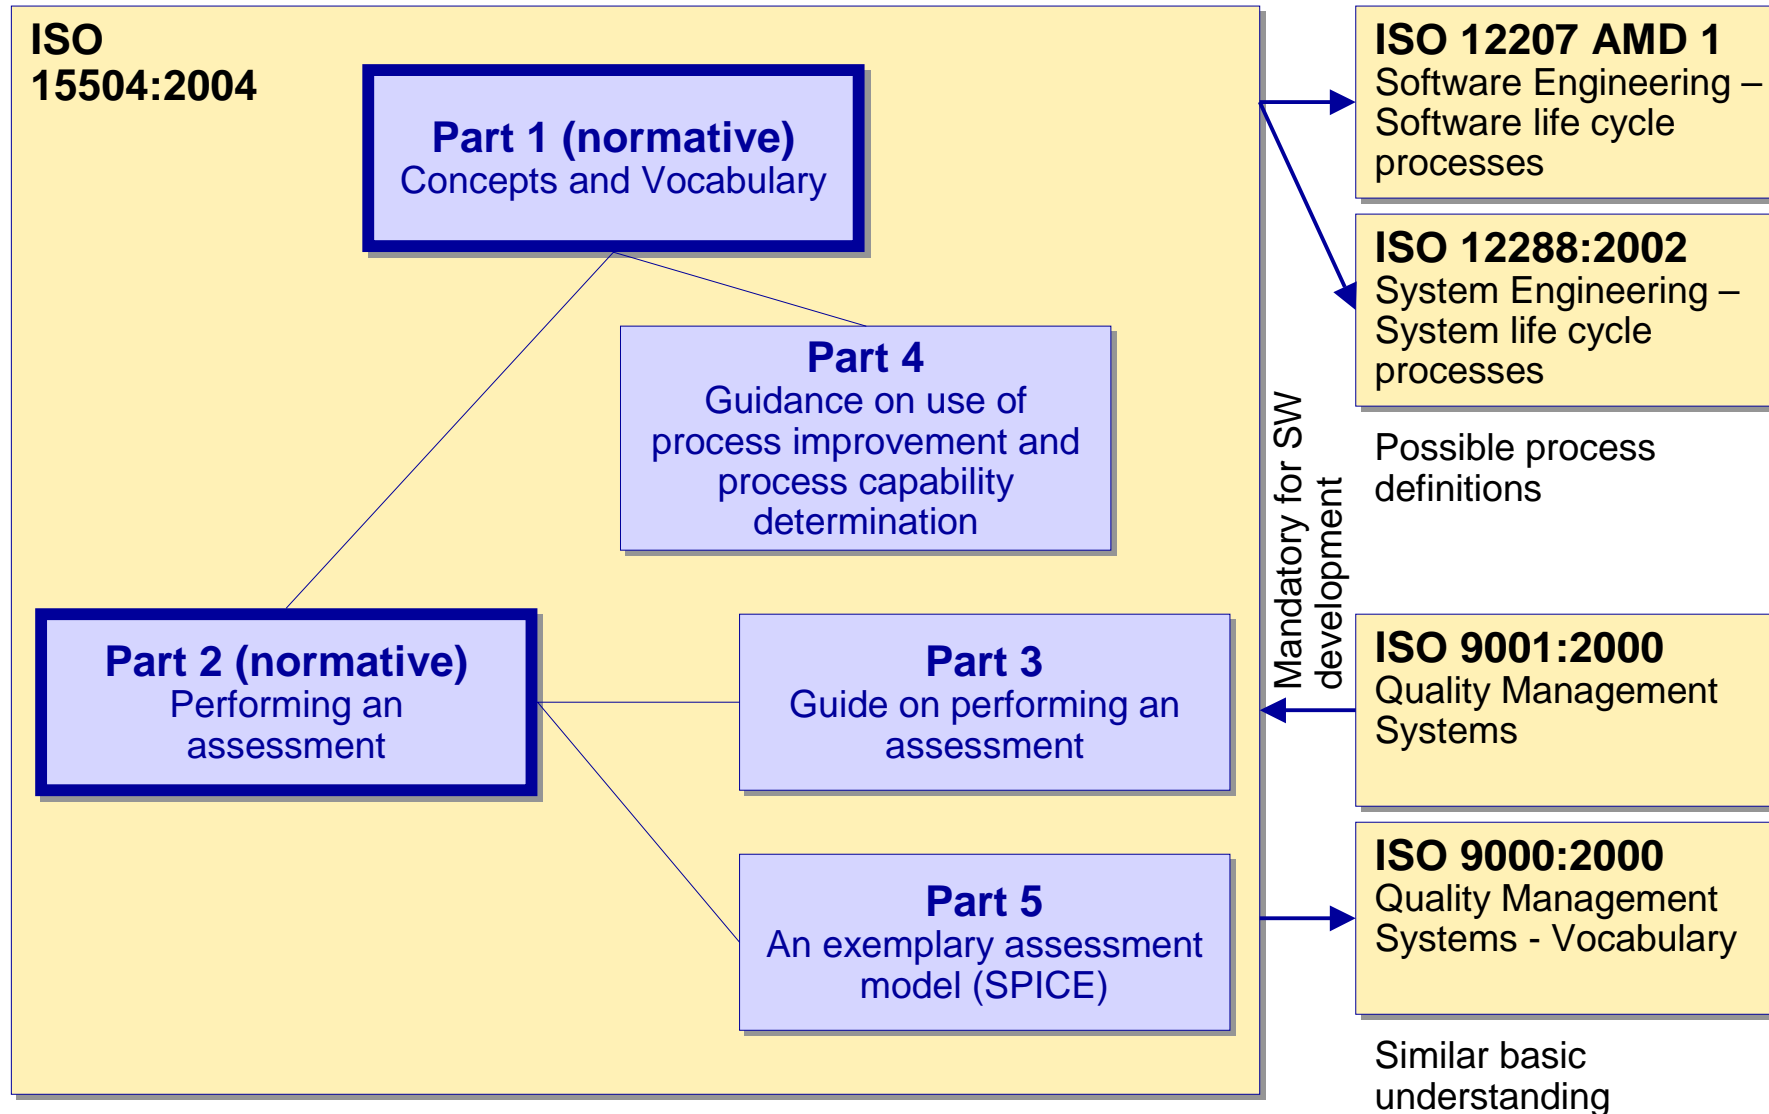 ISO
15504:2004
Part 1 (normative)
Concepts and Vocabulary
Part 4
Guidance on use of
process improvement and
process capability
determination
Part 2 (normative)
Performing an
assessment
Part 3
Guide on performing an
assessment
Part 5
An exemplary assessment
model (SPICE)
Mandatory for SW
development
ISO 12207 AMD 1
Software Engineering –
Software life cycle
processes
ISO 12288:2002
System Engineering –
System life cycle
processes
Possible process
definitions
ISO 9001:2000
Quality Management
Systems
ISO 9000:2000
Quality Management
Systems - Vocabulary
Similar basic
understanding